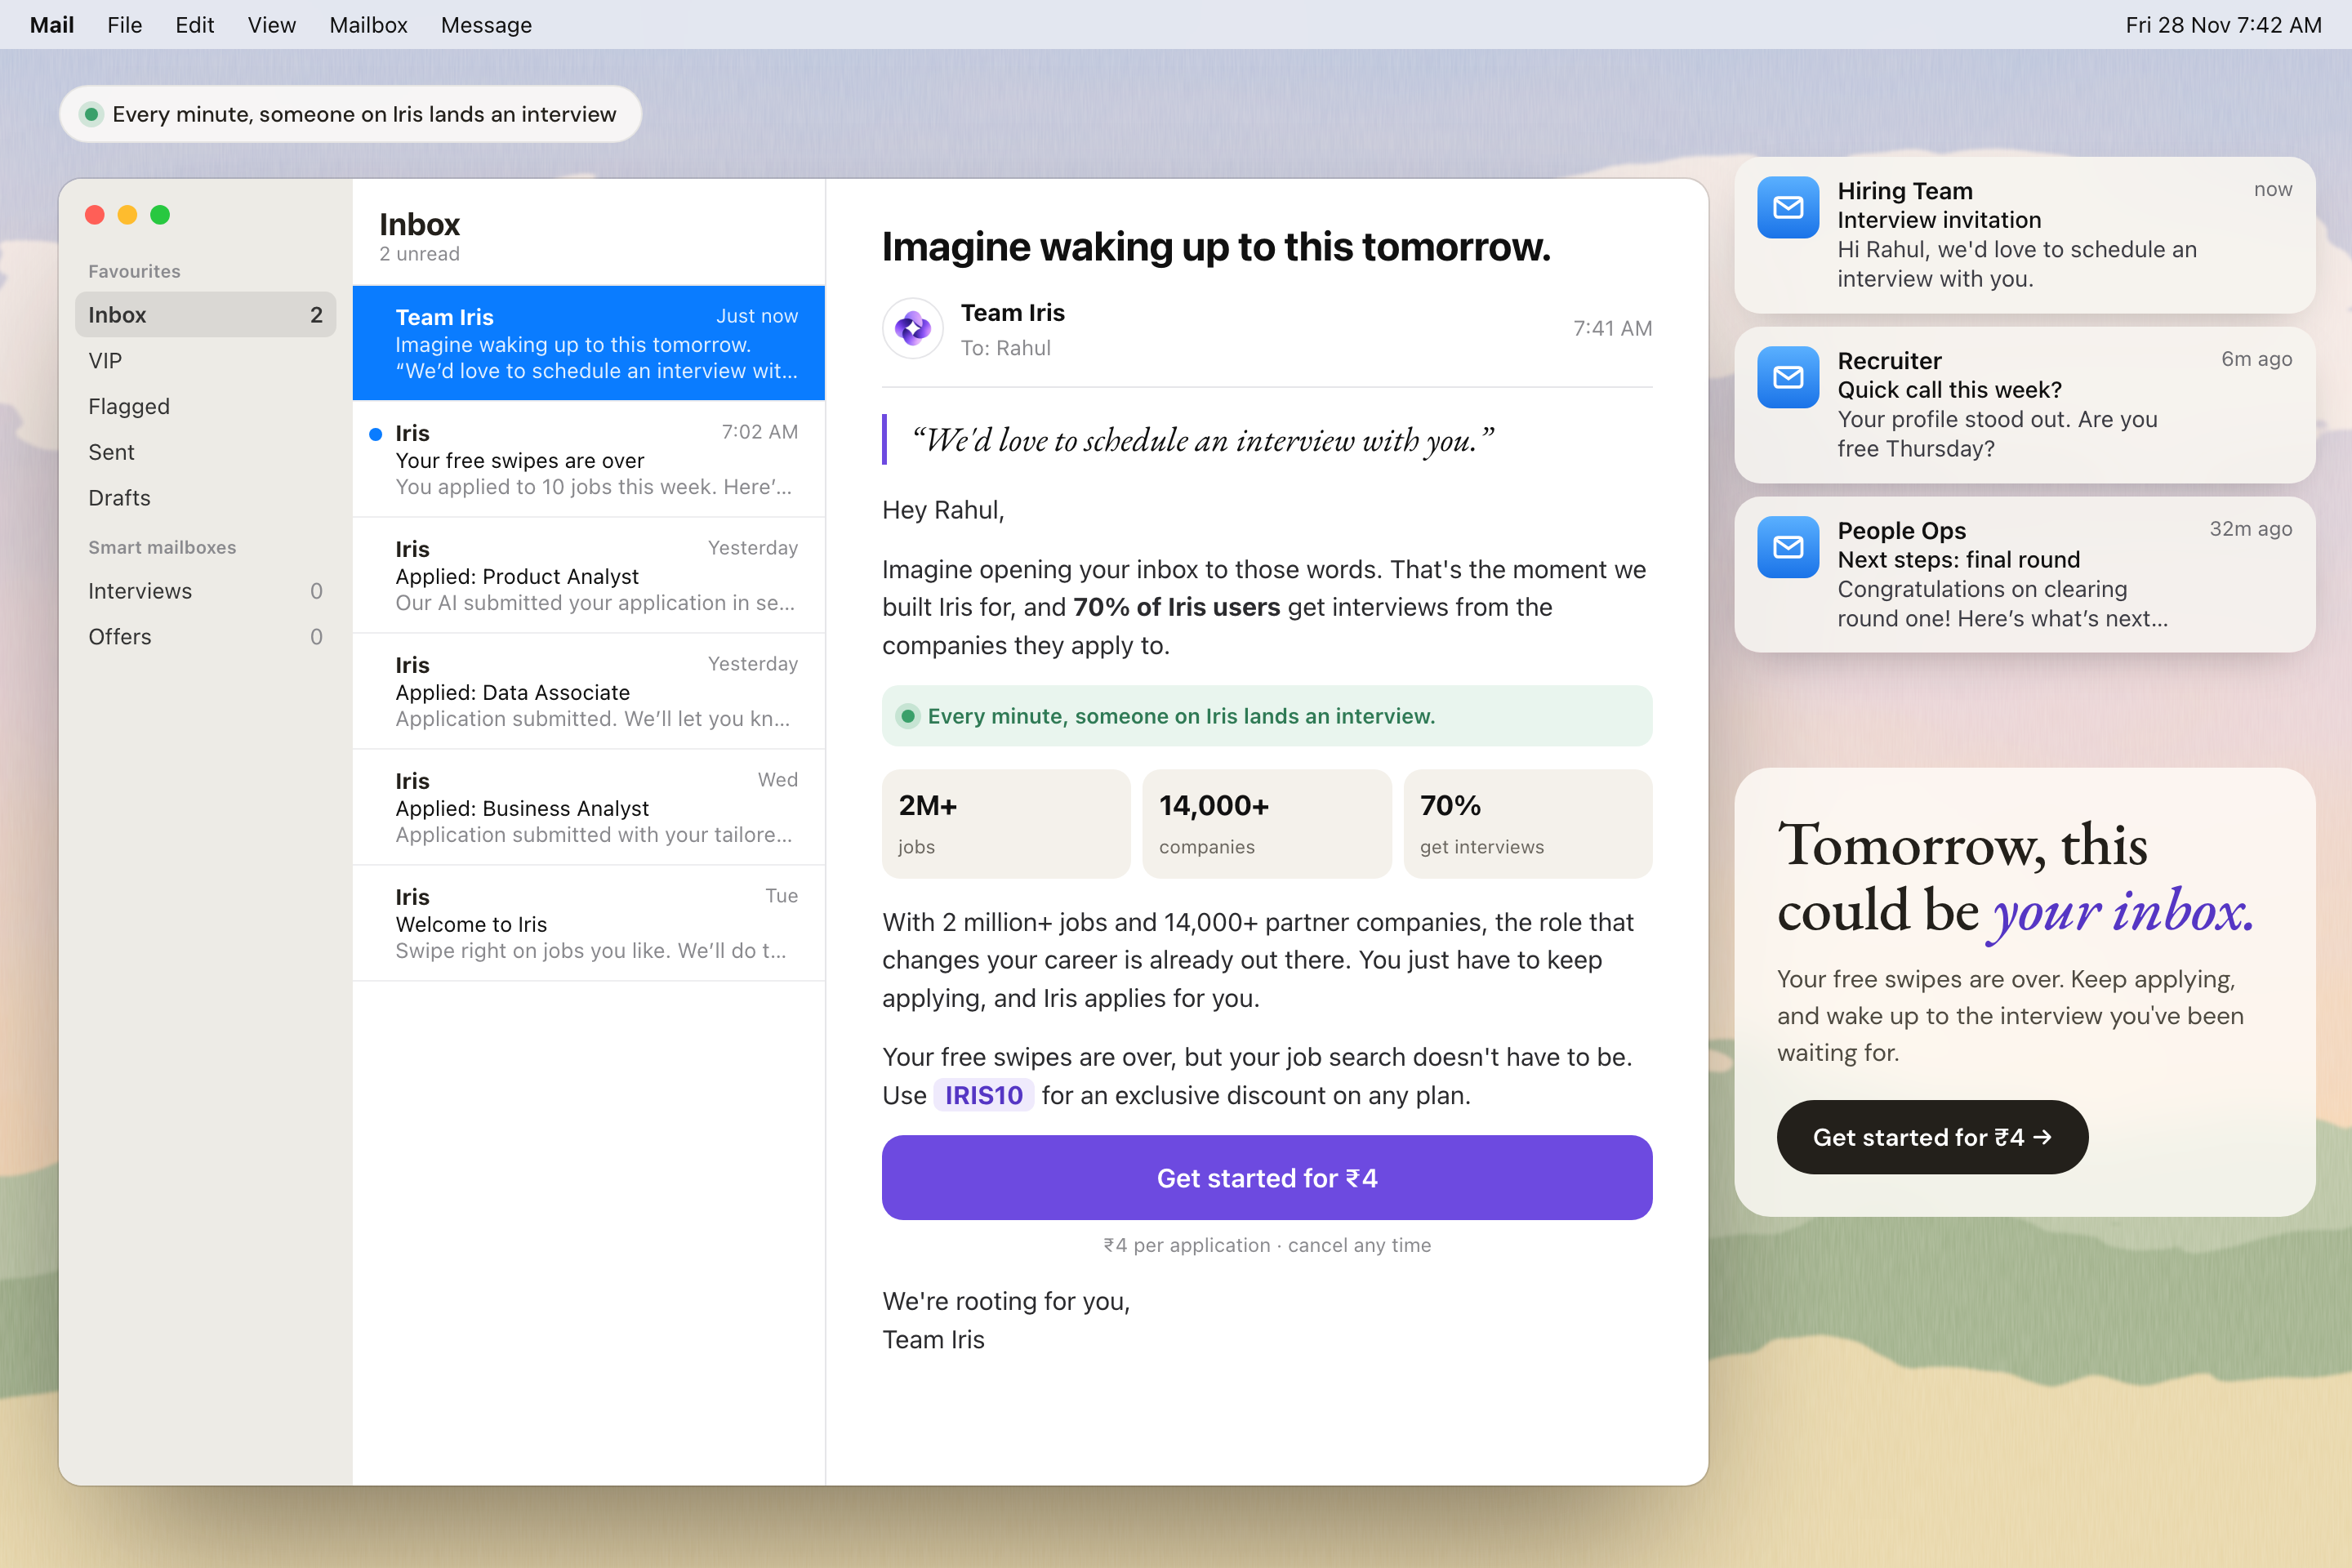 Mail File Edit View Mailbox Message
Fri 28 Nov 7:42 AM
Every minute, someone on Iris lands an interview
Favourites
Inbox 2
VIP
Flagged
Sent
Drafts
Smart mailboxes
Interviews 0
Offers 0
Inbox
2 unread
Team Iris Just now
Imagine waking up to this tomorrow.
“We’d love to schedule an interview wit...
Iris 7:02 AM
Your free swipes are over
You applied to 10 jobs this week. Here’...
Iris Yesterday
Applied: Product Analyst
Our AI submitted your application in se...
Iris Yesterday
Applied: Data Associate
Application submitted. We’ll let you kn...
Iris Wed
Applied: Business Analyst
Application submitted with your tailore...
Iris Tue
Welcome to Iris
Swipe right on jobs you like. We’ll do t...
Imagine waking up to this tomorrow.
Team Iris
To: Rahul
7:41 AM
“We'd love to schedule an interview with you.”
Hey Rahul,
Imagine opening your inbox to those words. That's the moment we
built Iris for, and 70% of Iris users get interviews from the
companies they apply to.
Every minute, someone on Iris lands an interview.
2M+
jobs
14,000+
companies
70%
get interviews
With 2 million+ jobs and 14,000+ partner companies, the role that
changes your career is already out there. You just have to keep
applying, and Iris applies for you.
Your free swipes are over, but your job search doesn't have to be.
Use IRIS10 for an exclusive discount on any plan.
Get started for ₹4
₹4 per application · cancel any time
We're rooting for you,
Team Iris
Hiring Team now
Interview invitation
Hi Rahul, we'd love to schedule an
interview with you.
Recruiter 6m ago
Quick call this week?
Your profile stood out. Are you
free Thursday?
People Ops 32m ago
Next steps: final round
Congratulations on clearing
round one! Here’s what’s next...
Tomorrow, this
could be your inbox.
Your free swipes are over. Keep applying,
and wake up to the interview you've been
waiting for.
Get started for ₹4 →